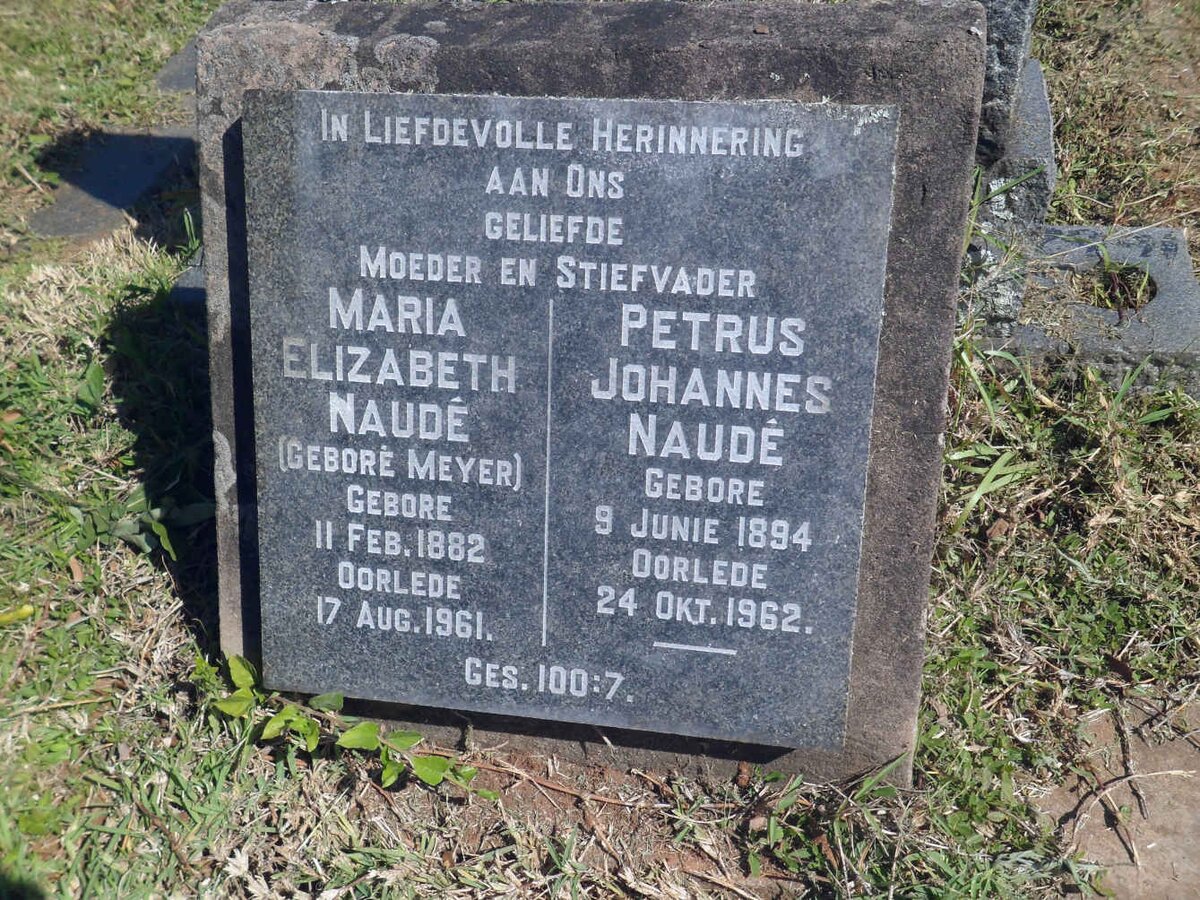 In Liefdevolle Herinnering
aan Ons
geliefde
Moeder en Stiefvader
Maria
Elizabeth
Naudé
(Geboré Meyer)
Gebore
11 Feb. 1882
Oorlede
17 Aug. 1961.
Petrus
Johannes
Naudé
Gebore
9 Junie 1894
Oorlede
24 Okt. 1962.
Ges. 100:7.